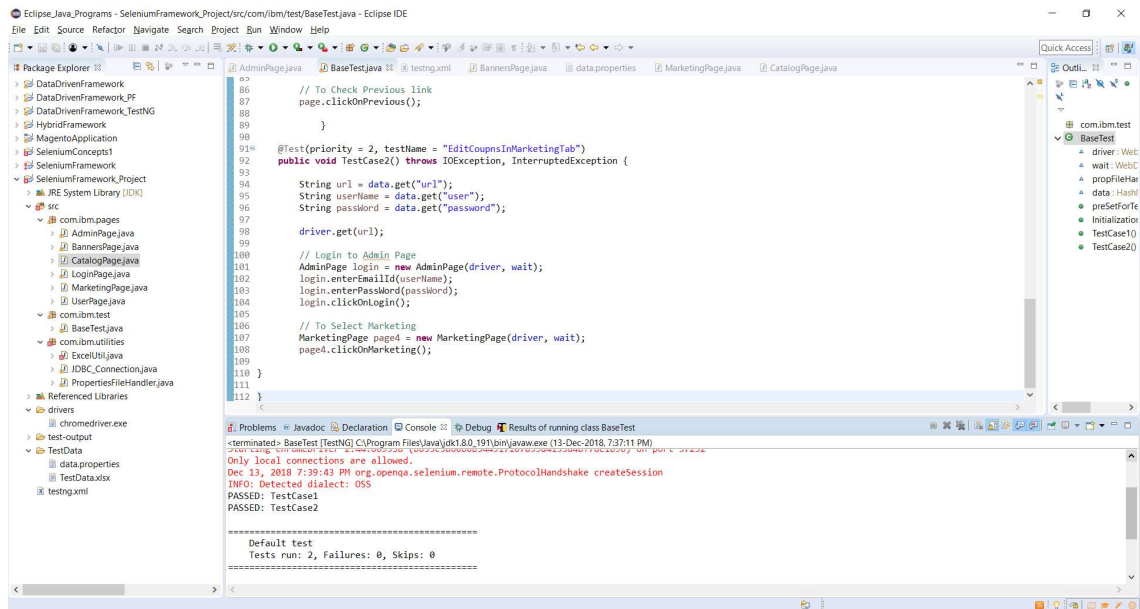 Eclipse_Java_Programs - SeleniumFramework_Project/src/com/ibm/test/BaseTest.java - Eclipse IDE
File Edit Source Refactor Navigate Search Project Run Window Help
Quick Access
Package Explorer
DataDrivenFramework
DataDrivenFramework_PF
DataDrivenFramework_TestNG
HybridFramework
MagentoApplication
SeleniumConcepts1
SeleniumFramework
SeleniumFramework_Project
JRE System Library [JDK]
src
com.ibm.pages
AdminPage.java
BannersPage.java
CatalogPage.java
LoginPage.java
MarketingPage.java
UserPage.java
com.ibm.test
BaseTest.java
com.ibm.utilities
ExcelUtil.java
JDBC_Connection.java
PropertiesFileHandler.java
Referenced Libraries
drivers
chromedriver.exe
test-output
TestData
data.properties
TestData.xlsx
testng.xml
AdminPage.java BaseTest.java testng.xml BannersPage.java data.properties MarketingPage.java CatalogPage.java
85
86 // To Check Previous link
87 page.clickOnPrevious();
88
89 }
90
91 @Test(priority = 2, testName = "EditCoupnsInMarketingTab")
92 public void TestCase2() throws IOException, InterruptedException {
93
94 String url = data.get("url");
95 String userName = data.get("user");
96 String passWord = data.get("password");
97
98 driver.get(url);
99
100 // Login to Admin Page
101 AdminPage login = new AdminPage(driver, wait);
102 login.enterEmailId(userName);
103 login.enterPassWord(passWord);
104 login.clickOnLogin();
105
106 // To Select Marketing
107 MarketingPage page4 = new MarketingPage(driver, wait);
108 page4.clickOnMarketing();
109
110 }
111
112 }
Outli...
com.ibm.test
BaseTest
driver : Web
wait : WebD
propFileHar
data : Hash
preSetForTe
Initialization
TestCase1()
TestCase2()
Problems Javadoc Declaration Console Debug Results of running class BaseTest
<terminated> BaseTest [TestNG] C:\Program Files\Java\jdk1.8.0_191\bin\javaw.exe (13-Dec-2018, 7:37:11 PM)
Only local connections are allowed.
Dec 13, 2018 7:39:43 PM org.openqa.selenium.remote.ProtocolHandshake createSession
INFO: Detected dialect: OSS
PASSED: TestCase1
PASSED: TestCase2
===============================================
Default test
Tests run: 2, Failures: 0, Skips: 0
===============================================